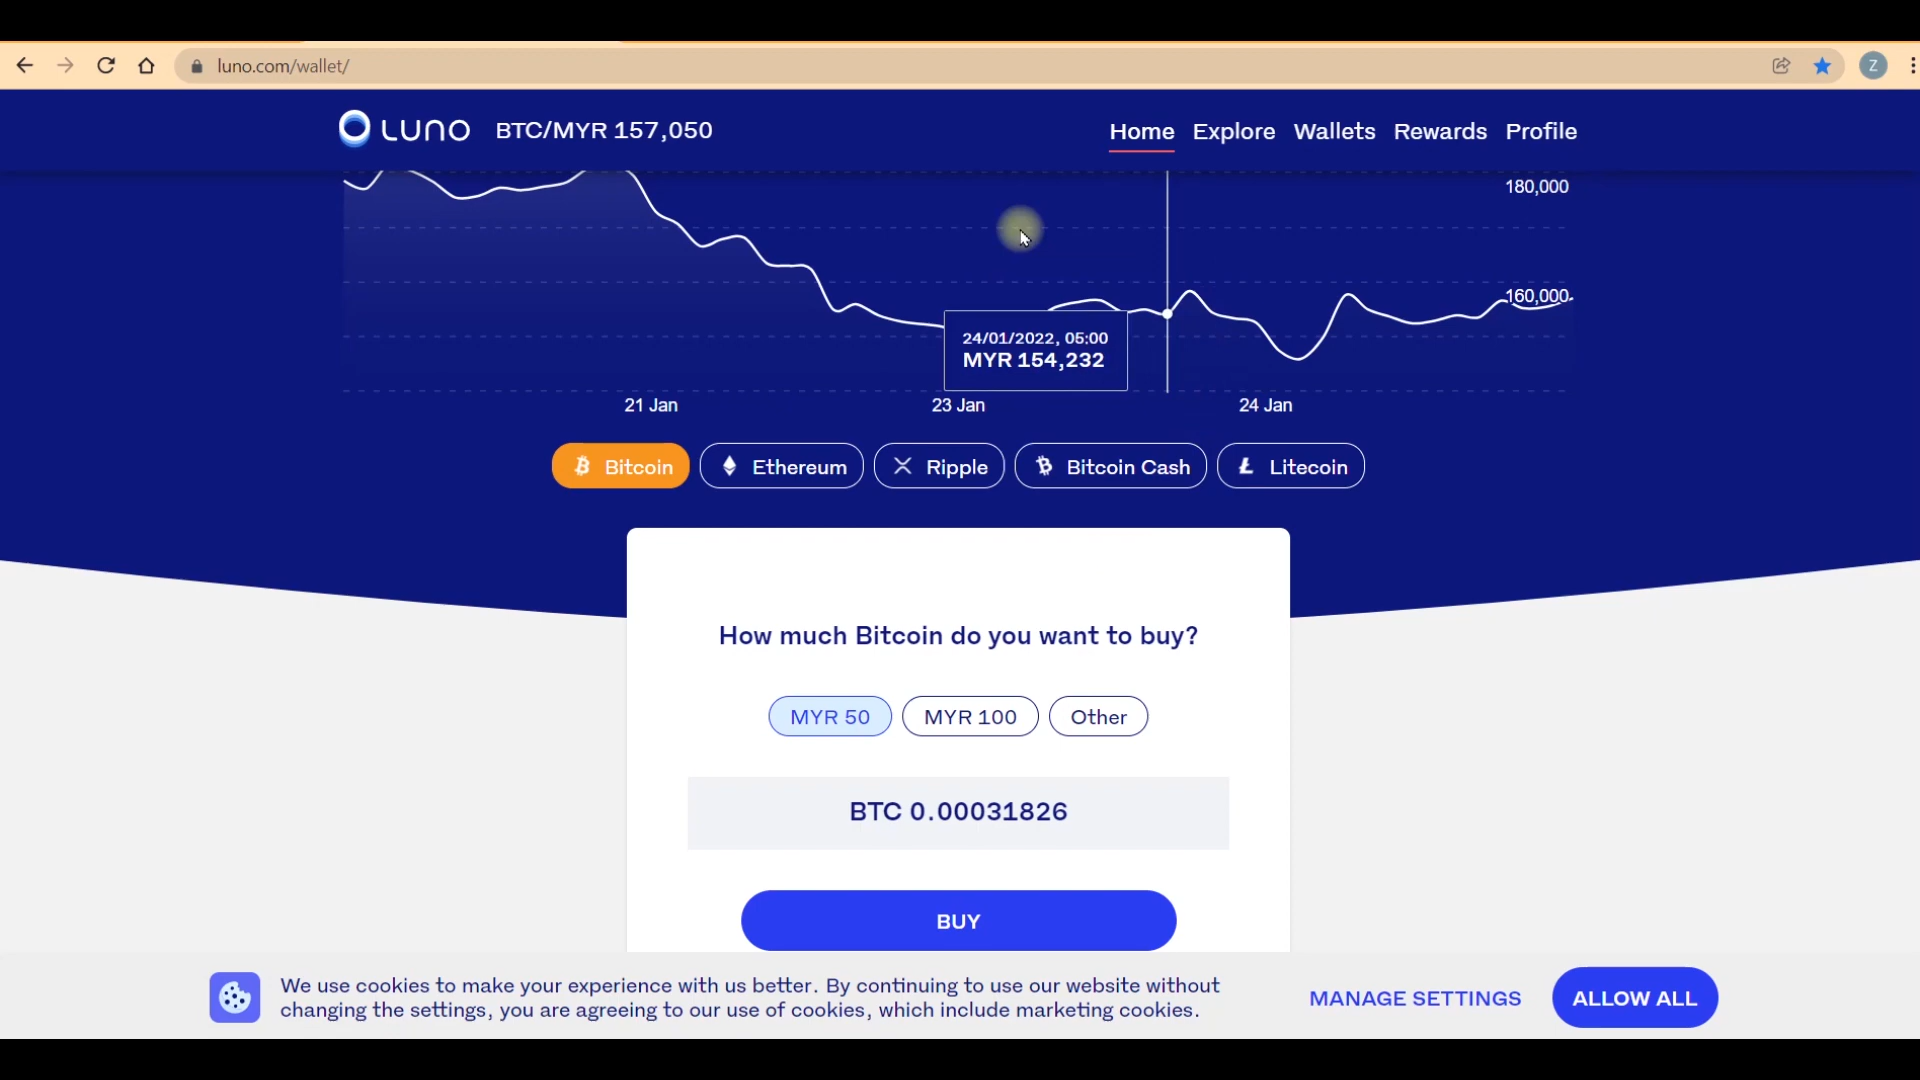 luno.com/wallet/
Z
LUNO
BTC/MYR 157,050
Home
Explore
Wallets
Rewards
Profile
180,000
160,000
24/01/2022, 05:00
MYR 154,232
21 Jan
23 Jan
24 Jan
Bitcoin
Ethereum
Ripple
Bitcoin Cash
Litecoin
How much Bitcoin do you want to buy?
MYR 50
MYR 100
Other
BTC 0.00031826
BUY
We use cookies to make your experience with us better. By continuing to use our website without
changing the settings, you are agreeing to our use of cookies, which include marketing cookies.
MANAGE SETTINGS
ALLOW ALL